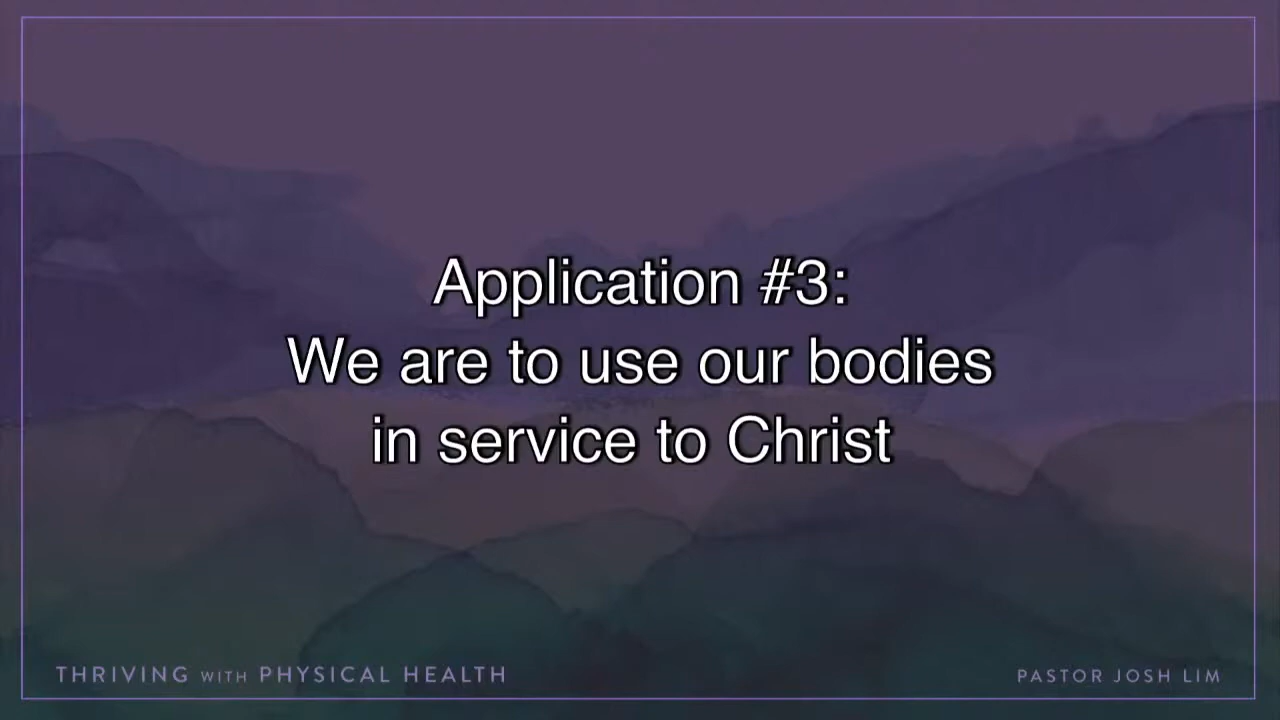 Application #3:
We are to use our bodies
in service to Christ
THRIVING WITH PHYSICAL HEALTH
PASTOR JOSH LIM